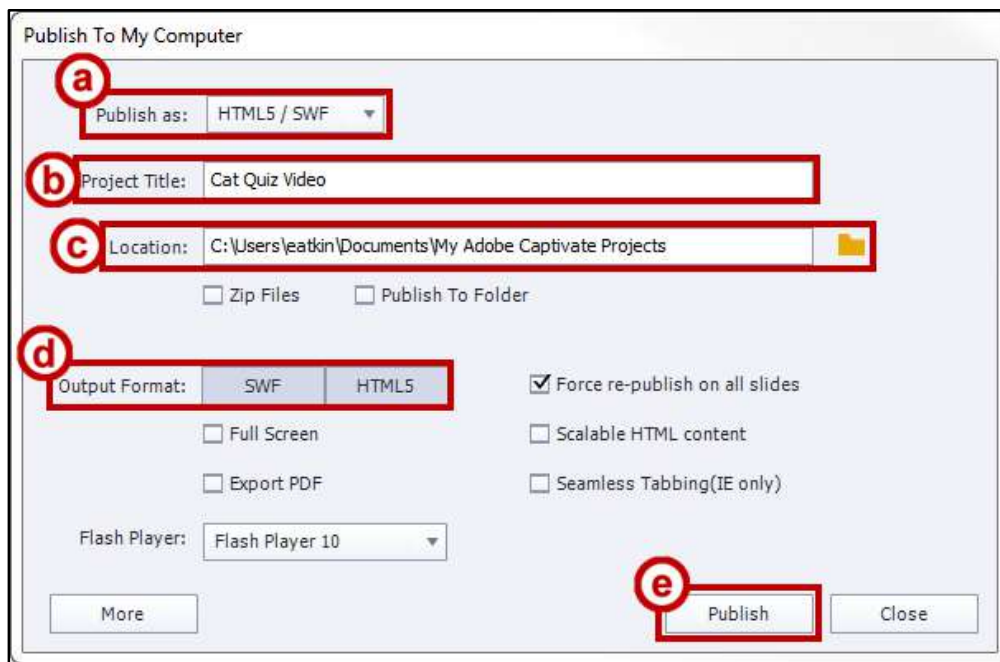 Publish To My Computer
a
Publish as: HTML5 / SWF
b
Project Title: Cat Quiz Video
c
Location: C:\Users\eatkin\Documents\My Adobe Captivate Projects
Zip Files Publish To Folder
d
Output Format: SWF HTML5 Force re-publish on all slides
Full Screen Scalable HTML content
Export PDF Seamless Tabbing(IE only)
Flash Player: Flash Player 10
e
More Publish Close